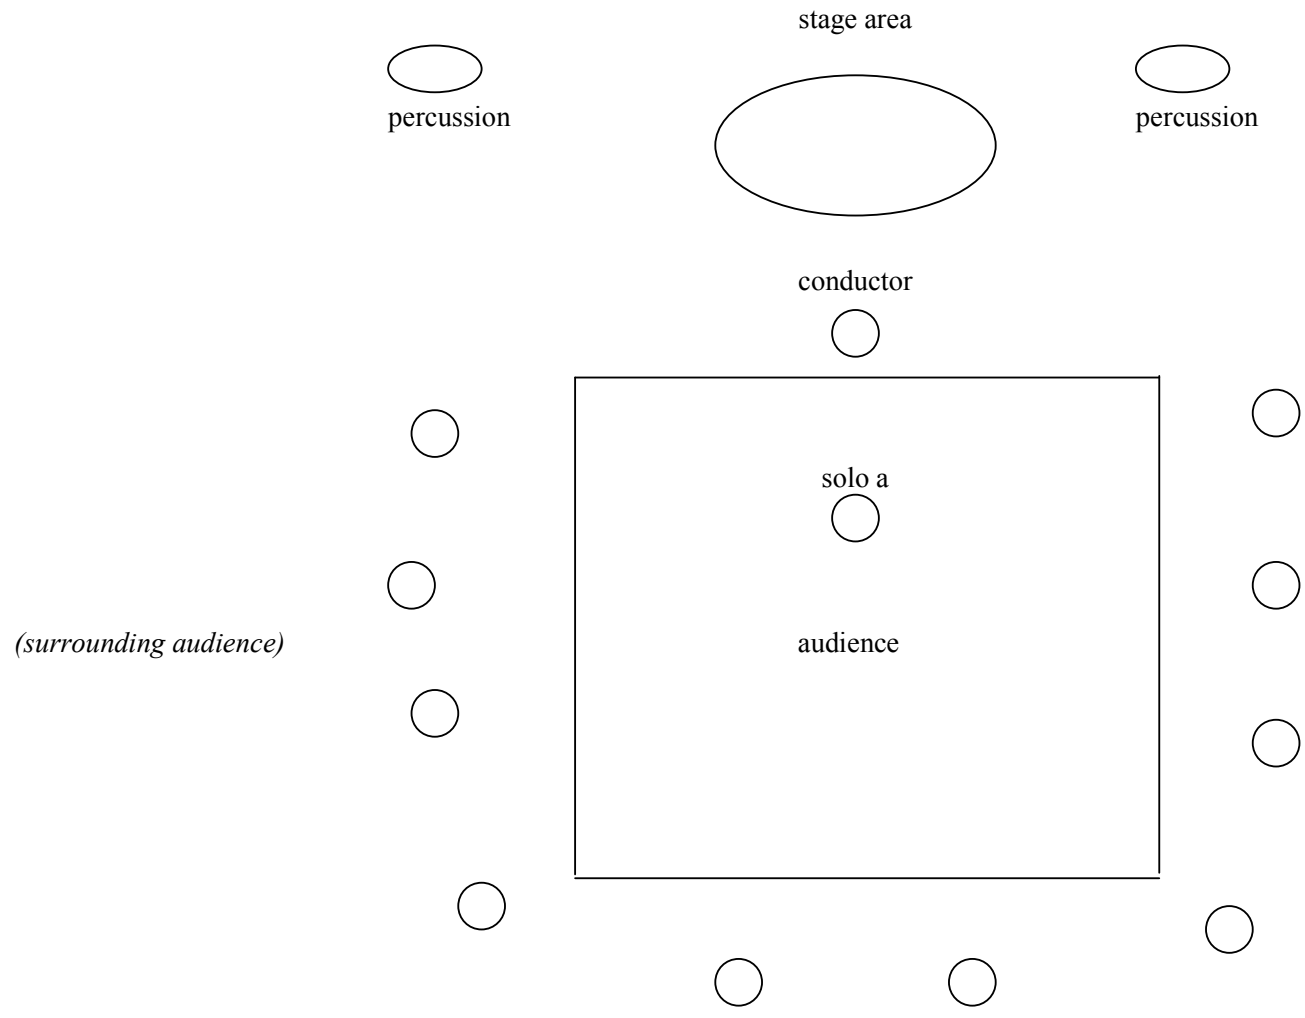 stage area
percussion
percussion
conductor
solo a
(surrounding audience)
audience